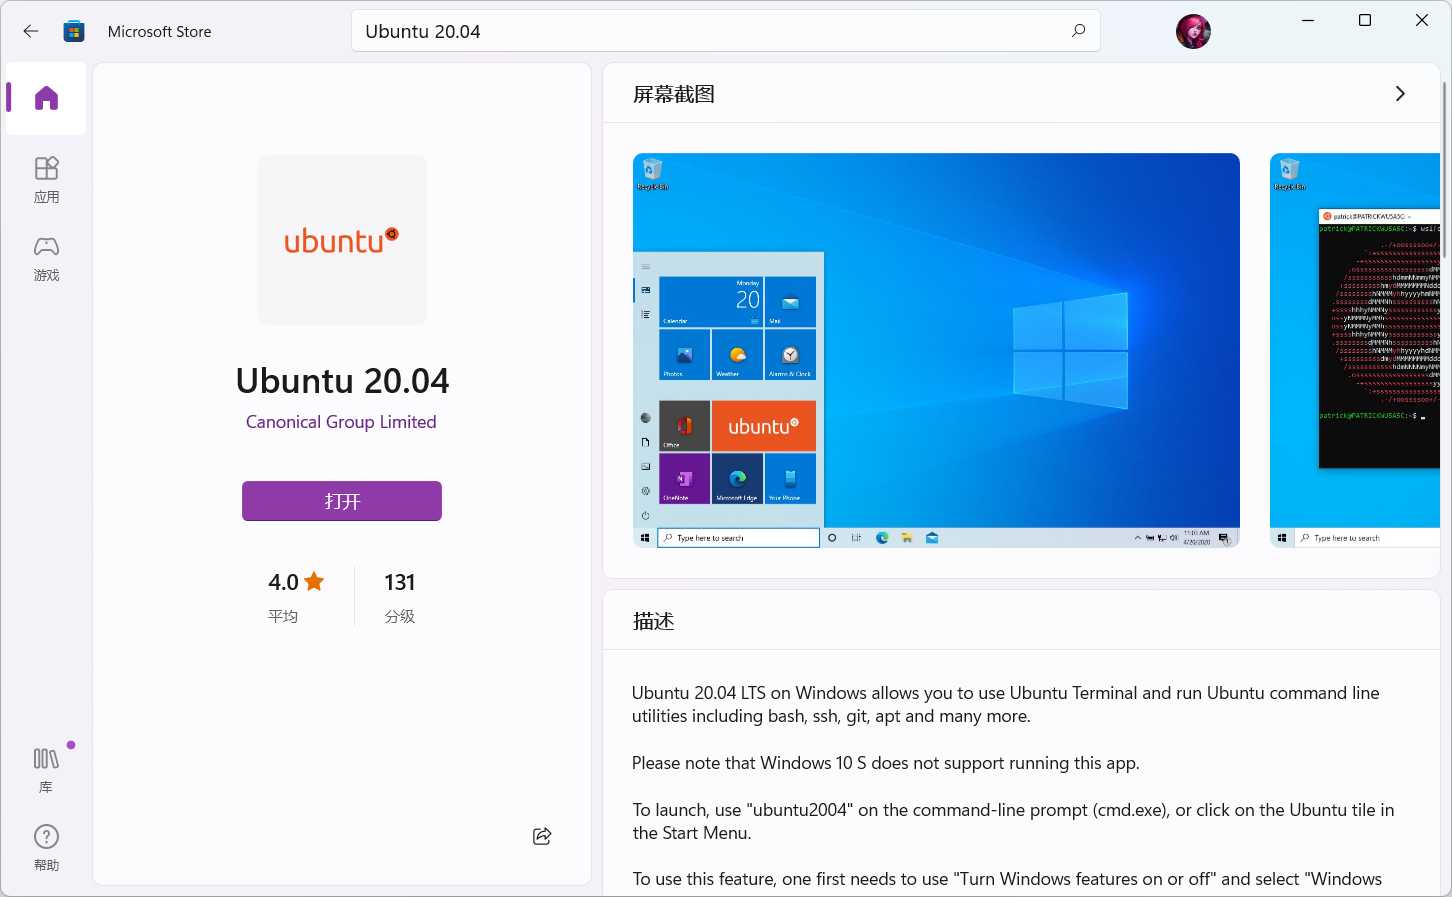 Microsoft Store
Ubuntu 20.04
应用
游戏
库
帮助
ubuntu
Ubuntu 20.04
Canonical Group Limited
打开
4.0
平均
131
分级
屏幕截图
Recycle Bin
Monday
20
Calendar
Mail
Photos
Weather
Alarms & Clock
Office
ubuntu
OneNote
Microsoft Edge
Your Phone
Type here to search
11:03 AM
4/20/2020
Recycle Bin
patrick@PATRICKWU5A5C: ~
patrick@PATRICKWU5A5C:~$
patrick@PATRICKWU5A5C:~$
Type here to search
描述
Ubuntu 20.04 LTS on Windows allows you to use Ubuntu Terminal and run Ubuntu command line
utilities including bash, ssh, git, apt and many more.
Please note that Windows 10 S does not support running this app.
To launch, use "ubuntu2004" on the command-line prompt (cmd.exe), or click on the Ubuntu tile in
the Start Menu.
To use this feature, one first needs to use "Turn Windows features on or off" and select "Windows